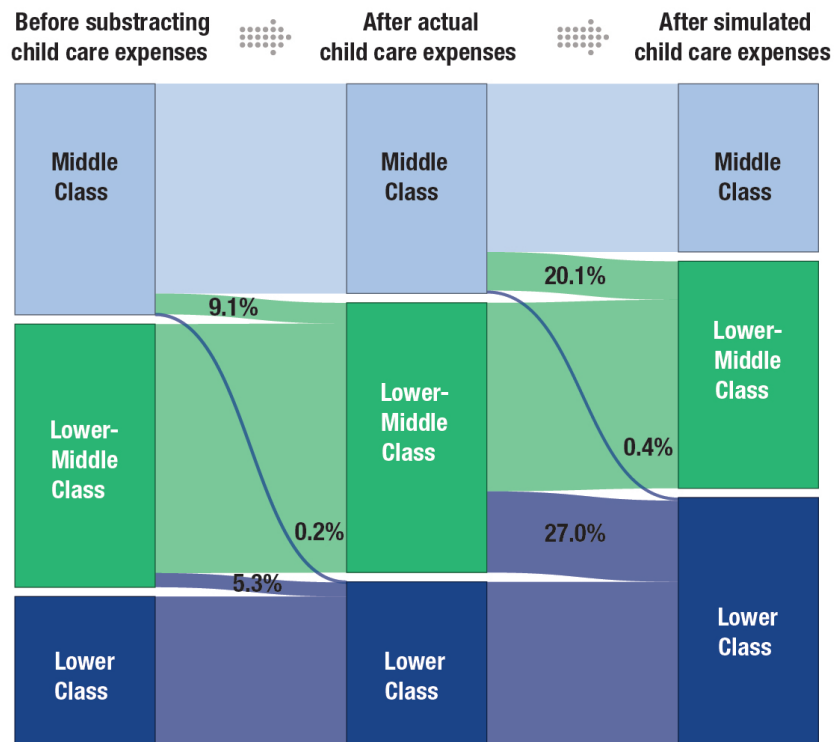 Before substracting
child care expenses
After actual
child care expenses
After simulated
child care expenses
Middle
Class
Middle
Class
Middle
Class
9.1%
20.1%
Lower-
Middle
Class
Lower-
Middle
Class
Lower-
Middle
Class
0.2%
0.4%
5.3%
27.0%
Lower
Class
Lower
Class
Lower
Class